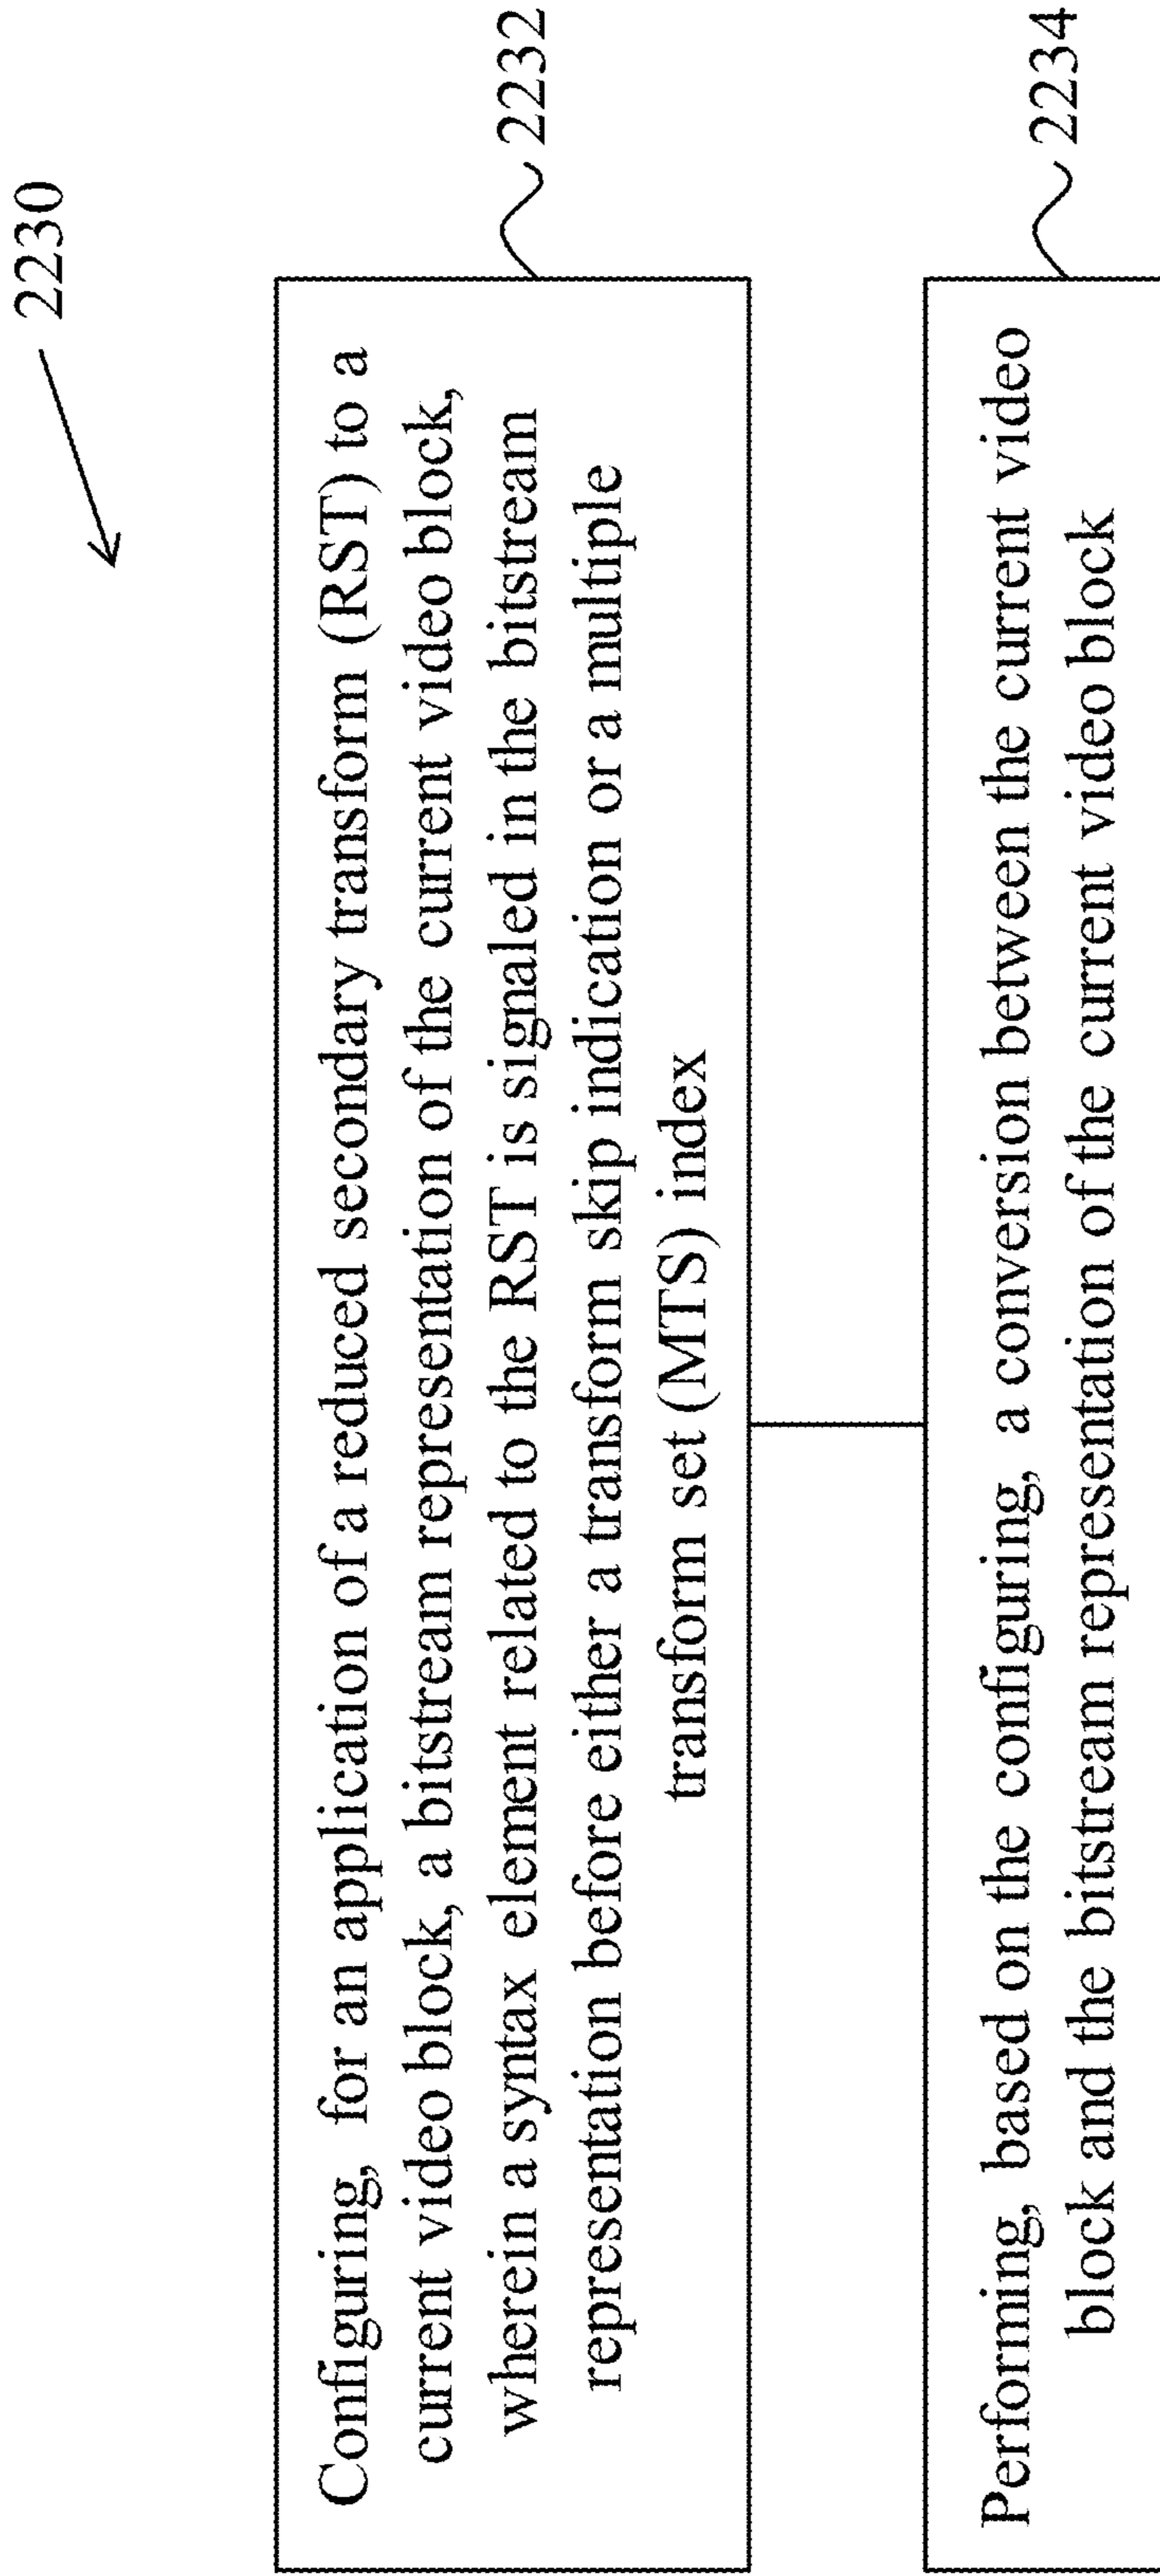 2230
Configuring, for an application of a reduced secondary transform (RST) to a
current video block, a bitstream representation of the current video block,
wherein a syntax element related to the RST is signaled in the bitstream
representation before either a transform skip indication or a multiple
transform set (MTS) index
2232
Performing, based on the configuring, a conversion between the current video
block and the bitstream representation of the current video block
2234